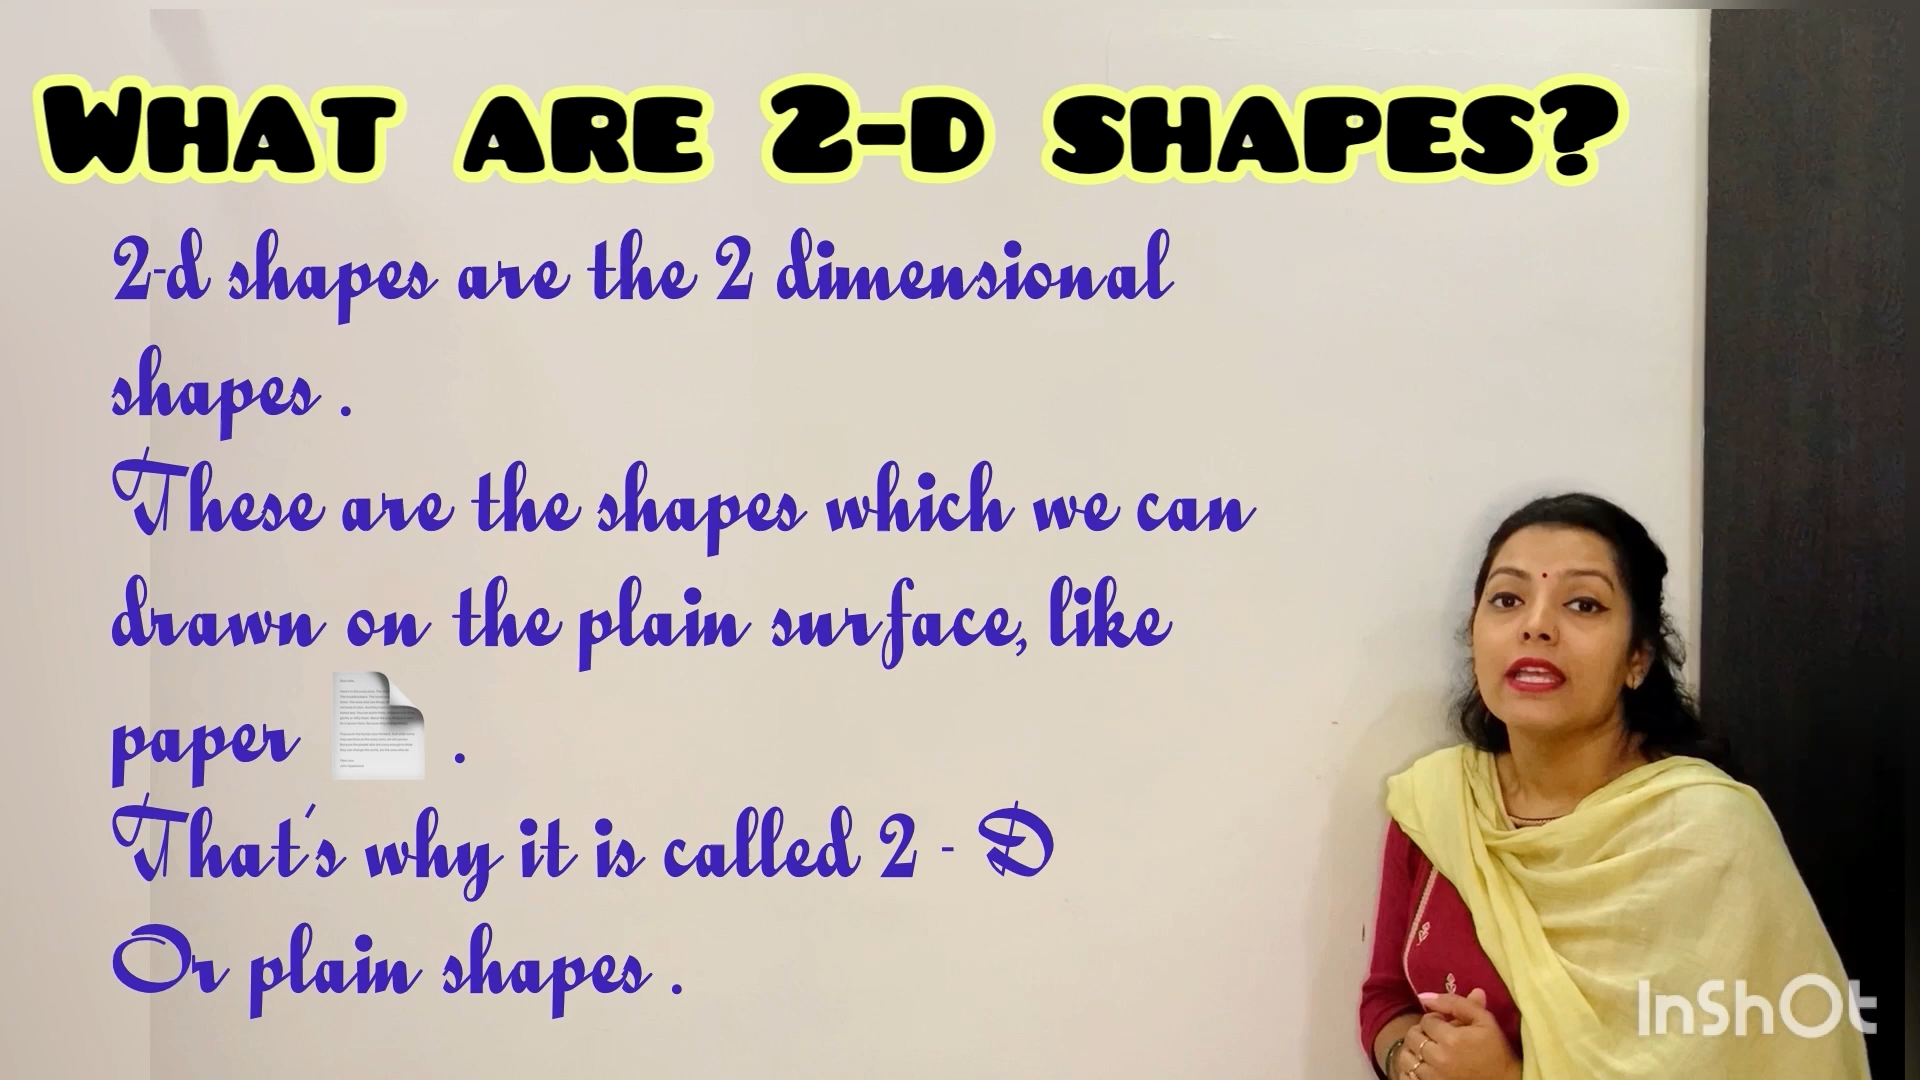 What are 2-d shapes?
2-d shapes are the 2 dimensional
shapes .
These are the shapes which we can
drawn on the plain surface, like
paper 📄 .
That's why it is called 2 - D
Or plain shapes .
InShOt